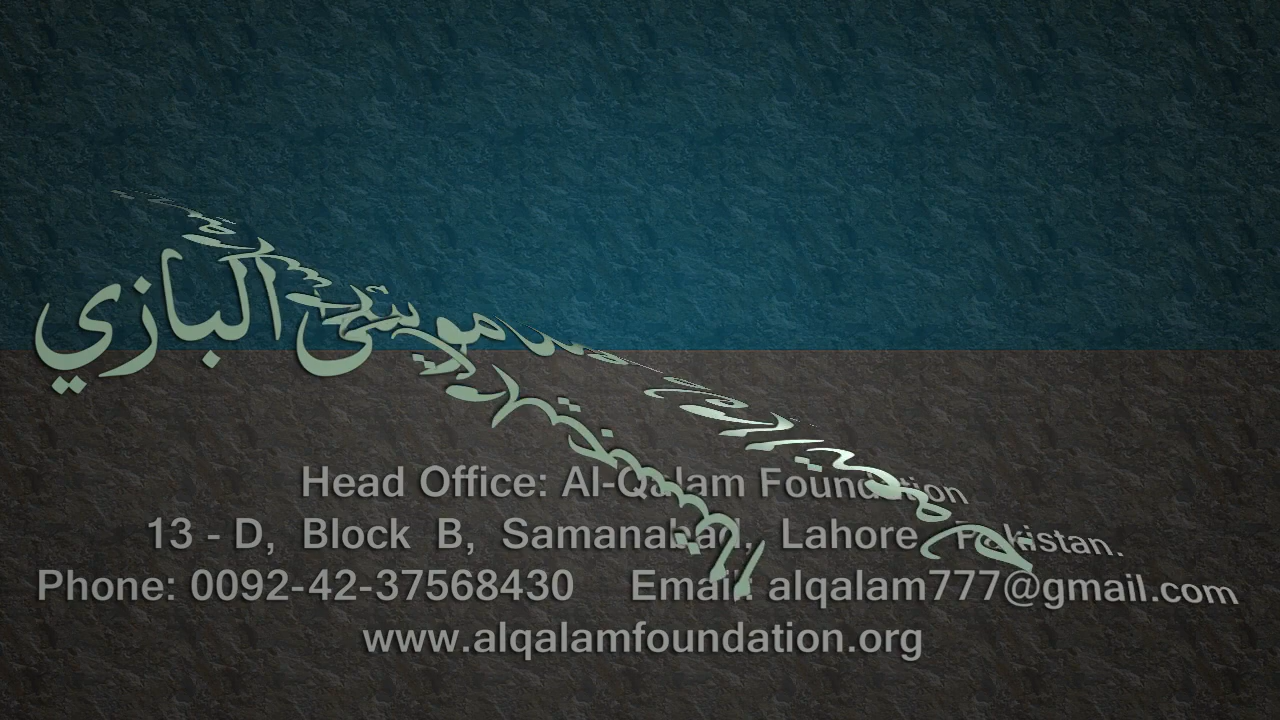 موسى البازي
Head Office: Al-Qalam Foundation
13 - D, Block B, Samanabad, Lahore, Pakistan.
Phone: 0092-42-37568430 Email: alqalam777@gmail.com
www.alqalamfoundation.org